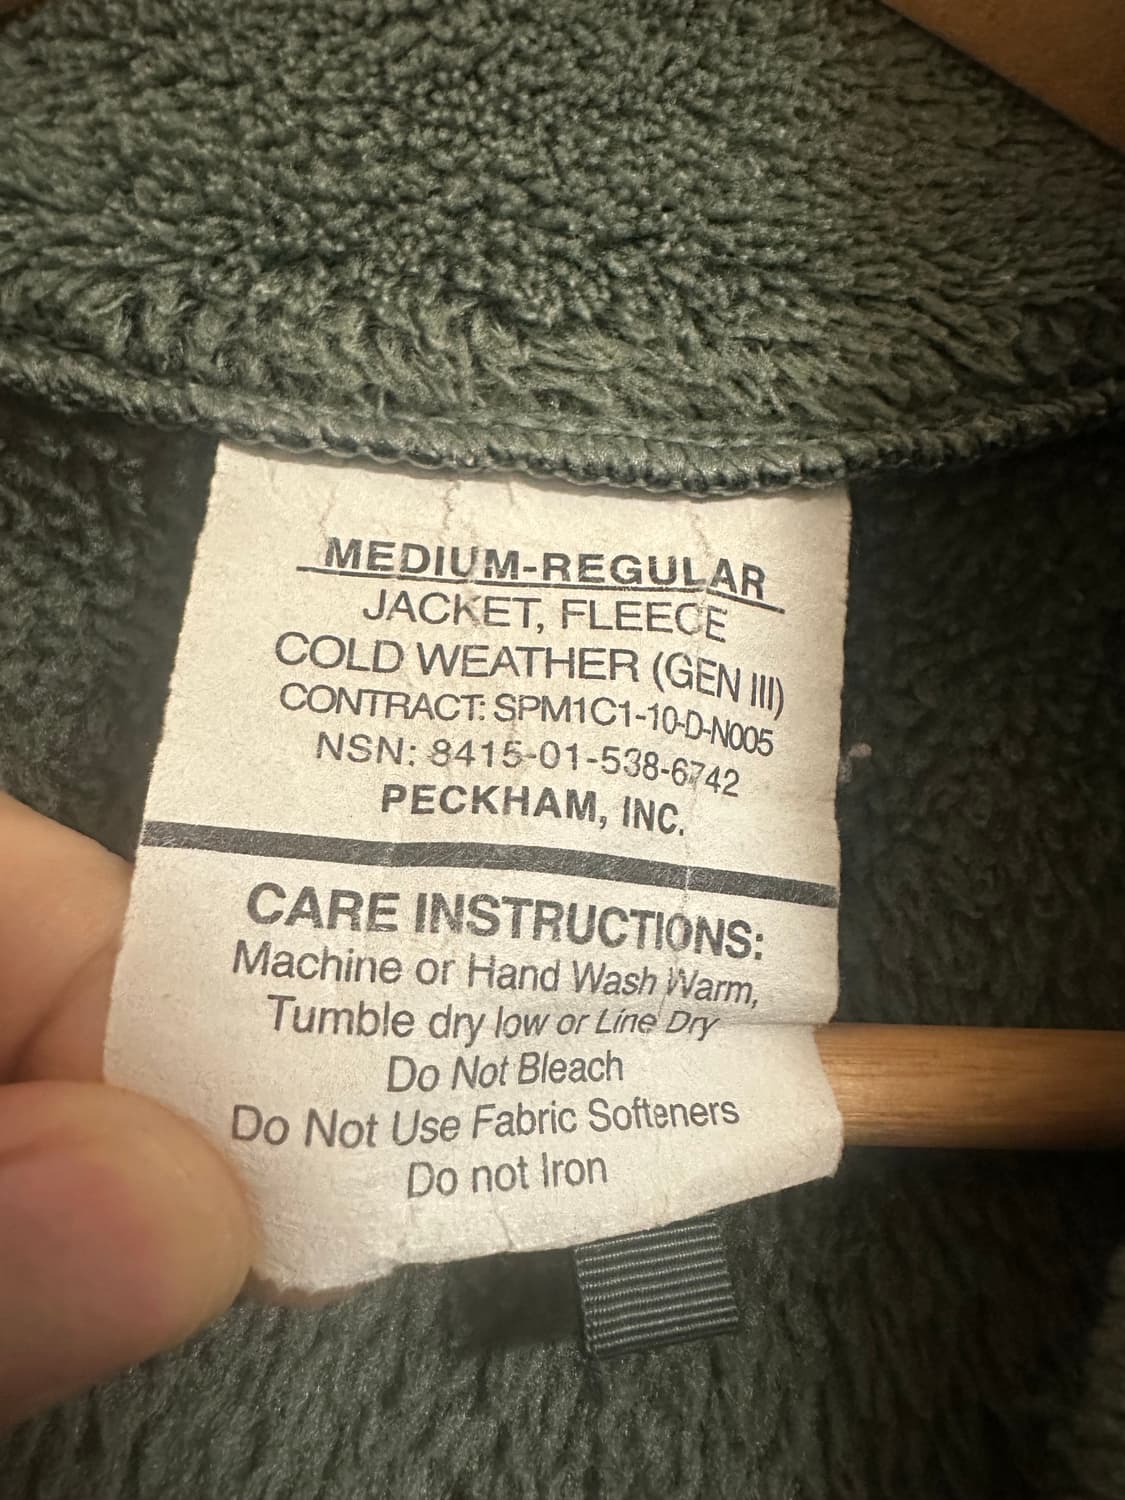 MEDIUM-REGULAR
JACKET, FLEECE
COLD WEATHER (GEN III)
CONTRACT: SPM1C1-10-D-N005
NSN: 8415-01-538-6742
PECKHAM, INC.
CARE INSTRUCTIONS:
Machine or Hand Wash Warm,
Tumble dry low or Line Dry
Do Not Bleach
Do Not Use Fabric Softeners
Do not Iron